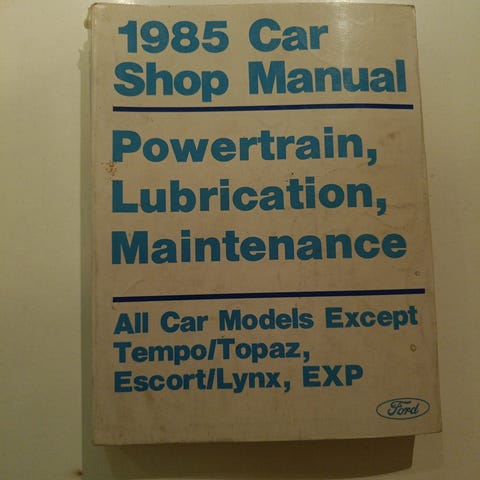 1985 Car
Shop Manual
Powertrain,
Lubrication,
Maintenance
All Car Models Except
Tempo/Topaz,
Escort/Lynx, EXP
Ford